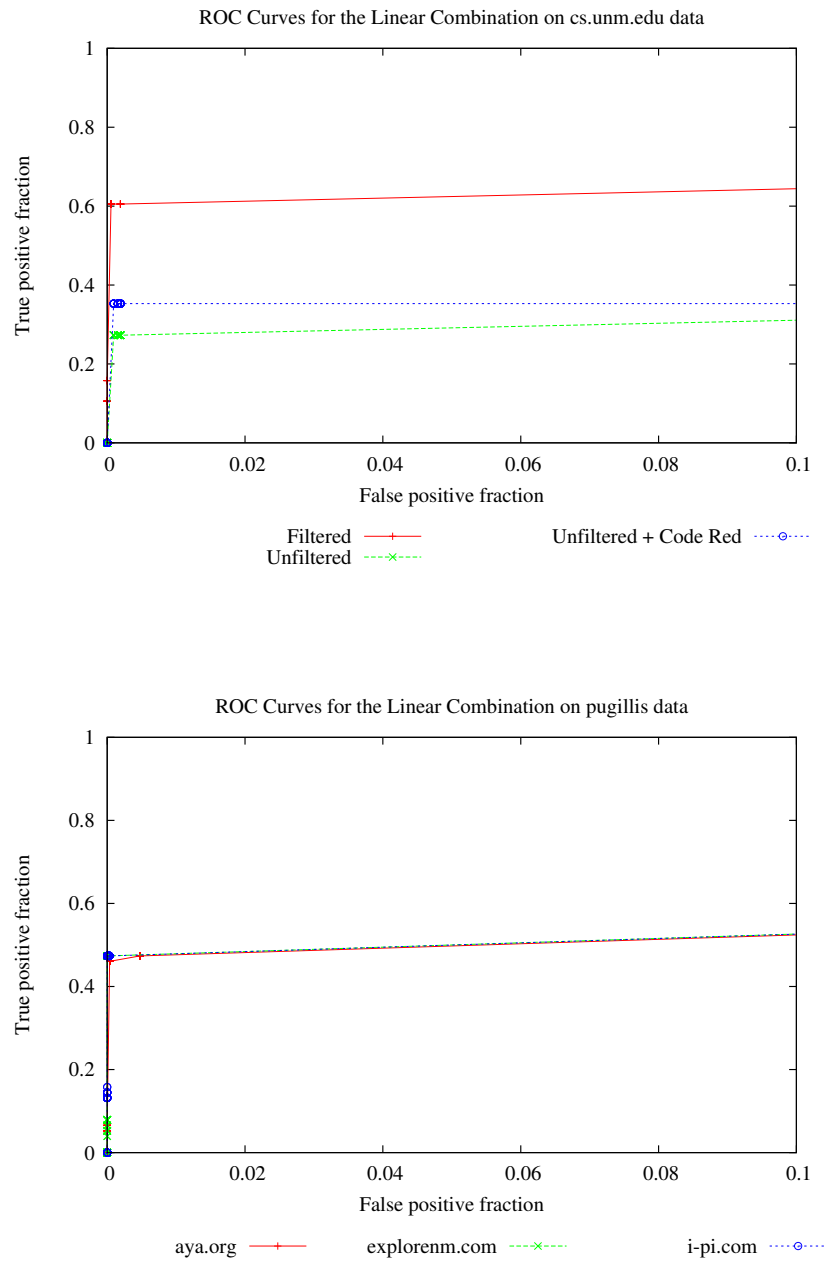 ROC Curves for the Linear Combination on cs.unm.edu data
1
0.8
0.6
0.4
0.2
0
True positive fraction
0 0.02 0.04 0.06 0.08 0.1
False positive fraction
Filtered
Unfiltered
Unfiltered + Code Red
ROC Curves for the Linear Combination on pugillis data
1
0.8
0.6
0.4
0.2
0
True positive fraction
0 0.02 0.04 0.06 0.08 0.1
False positive fraction
aya.org explorenm.com i-pi.com